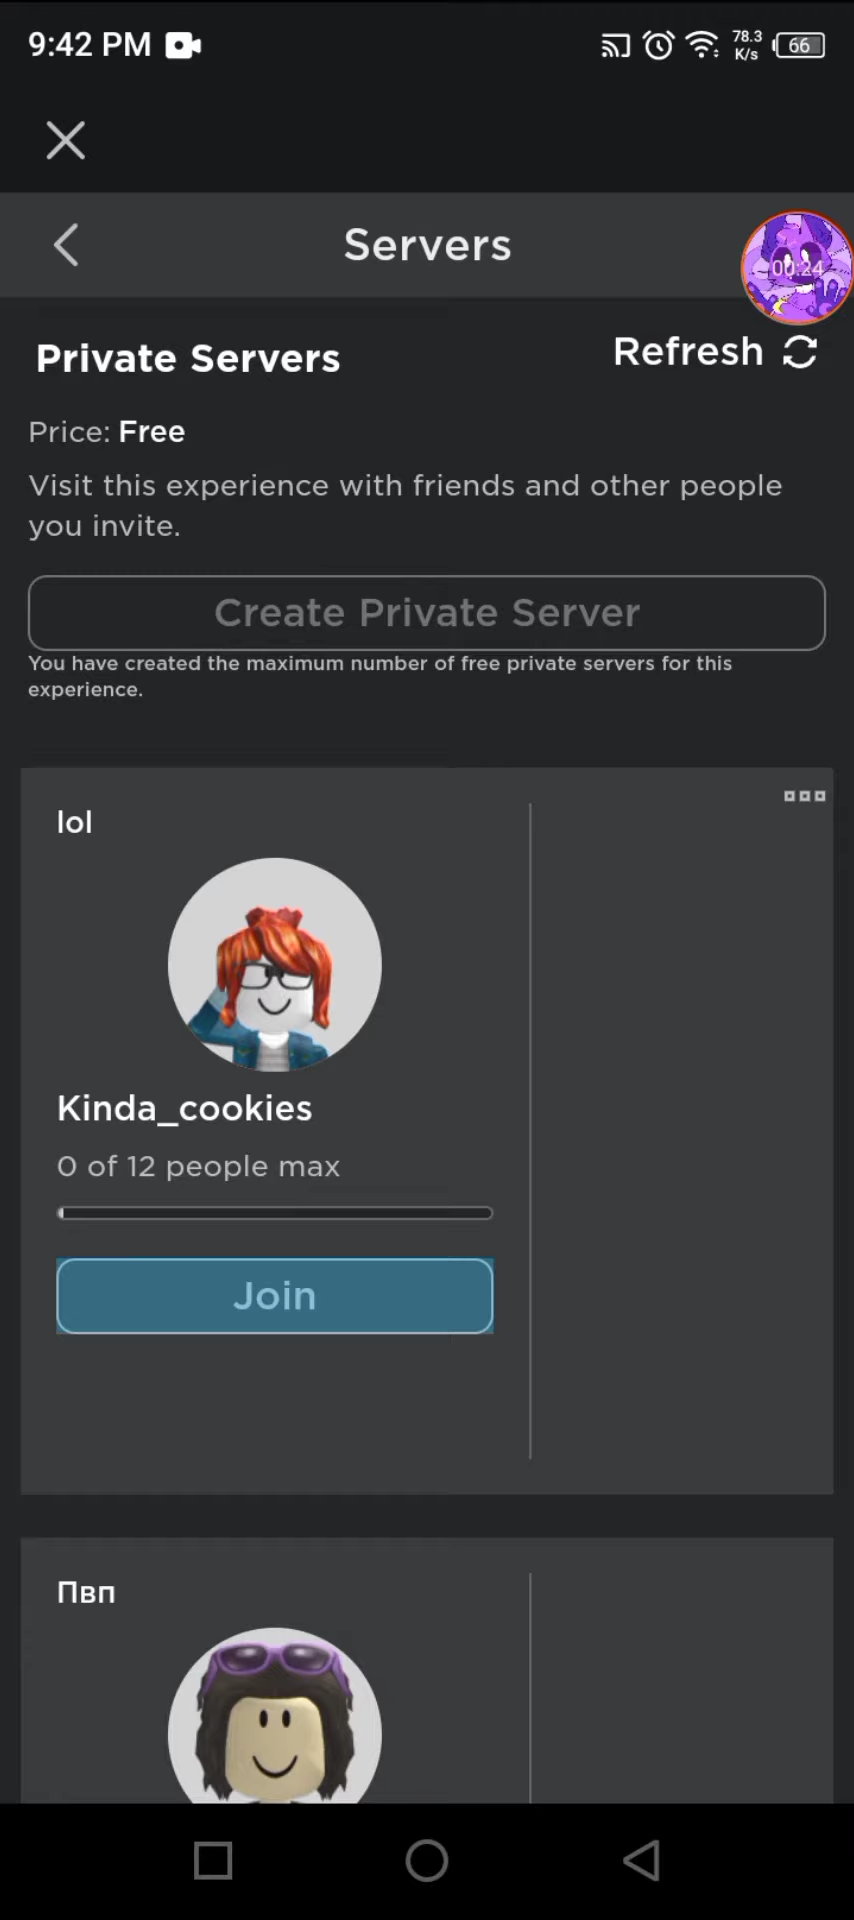 9:42 PM
78.3
K/s
66
Servers
00:24
Private Servers
Refresh
Price: Free
Visit this experience with friends and other people
you invite.
Create Private Server
You have created the maximum number of free private servers for this
experience.
lol
Kinda_cookies
0 of 12 people max
Join
Пвп